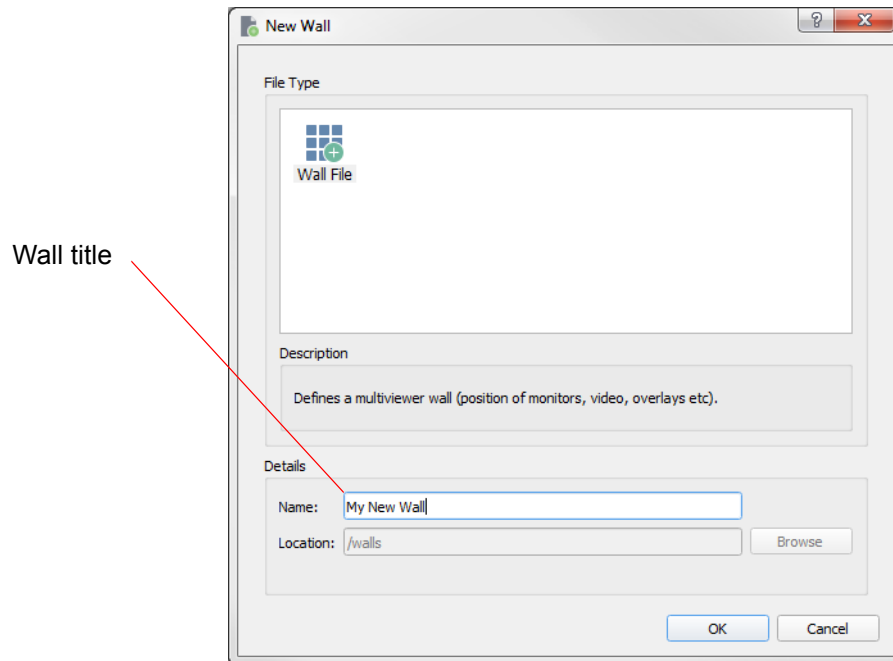 New Wall
File Type
Wall File
Wall title
Description
Defines a multiviewer wall (position of monitors, video, overlays etc).
Details
Name: My New Wall
Location: /walls Browse
OK Cancel